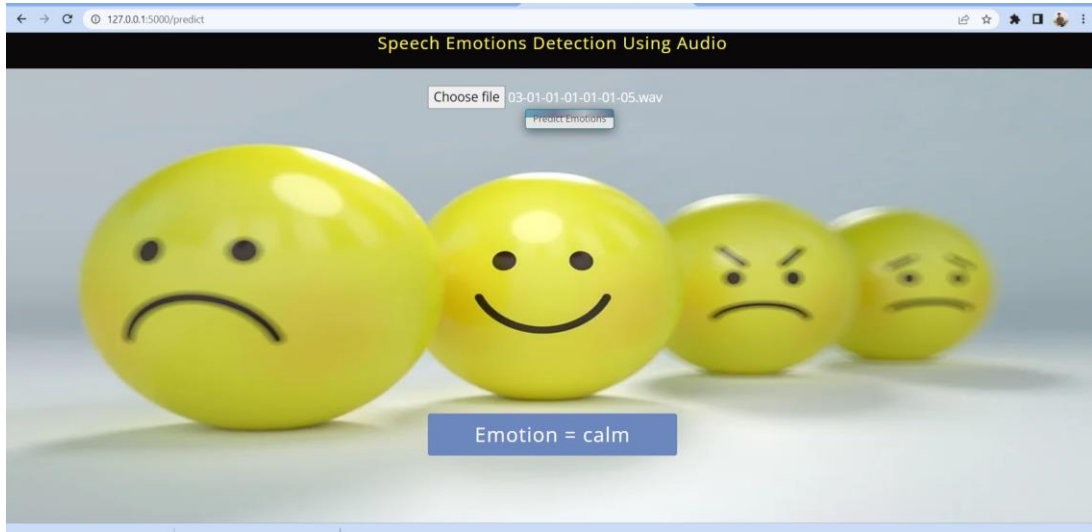 127.0.0.1:5000/predict
Speech Emotions Detection Using Audio
Choose file 03-01-01-01-01-01-05.wav
Predict Emotions
Emotion = calm